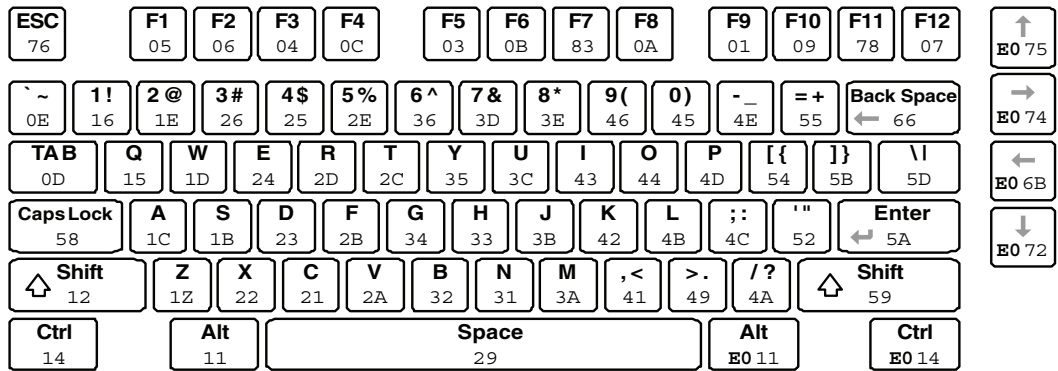 ESC F1 F2 F3 F4 F5 F6 F7 F8 F9 F10 F11 F12 ↑
76 05 06 04 0C 03 0B 83 0A 01 09 78 07 E0 75
` ~ 1 ! 2 @ 3 # 4 $ 5 % 6 ^ 7 & 8 * 9 ( 0 ) - _ = + Back Space →
0E 16 1E 26 25 2E 36 3D 3E 46 45 4E 55 ← 66 E0 74
TAB Q W E R T Y U I O P [ { ] } \ | ←
0D 15 1D 24 2D 2C 35 3C 43 44 4D 54 5B 5D E0 6B
Caps Lock A S D F G H J K L ; : ' " Enter ↓
58 1C 1B 23 2B 34 33 3B 42 4B 4C 52 ↵ 5A E0 72
⇧ Shift Z X C V B N M , < > . / ? ⇧ Shift
12 1Z 22 21 2A 32 31 3A 41 49 4A 59
Ctrl Alt Space Alt Ctrl
14 11 29 E0 11 E0 14